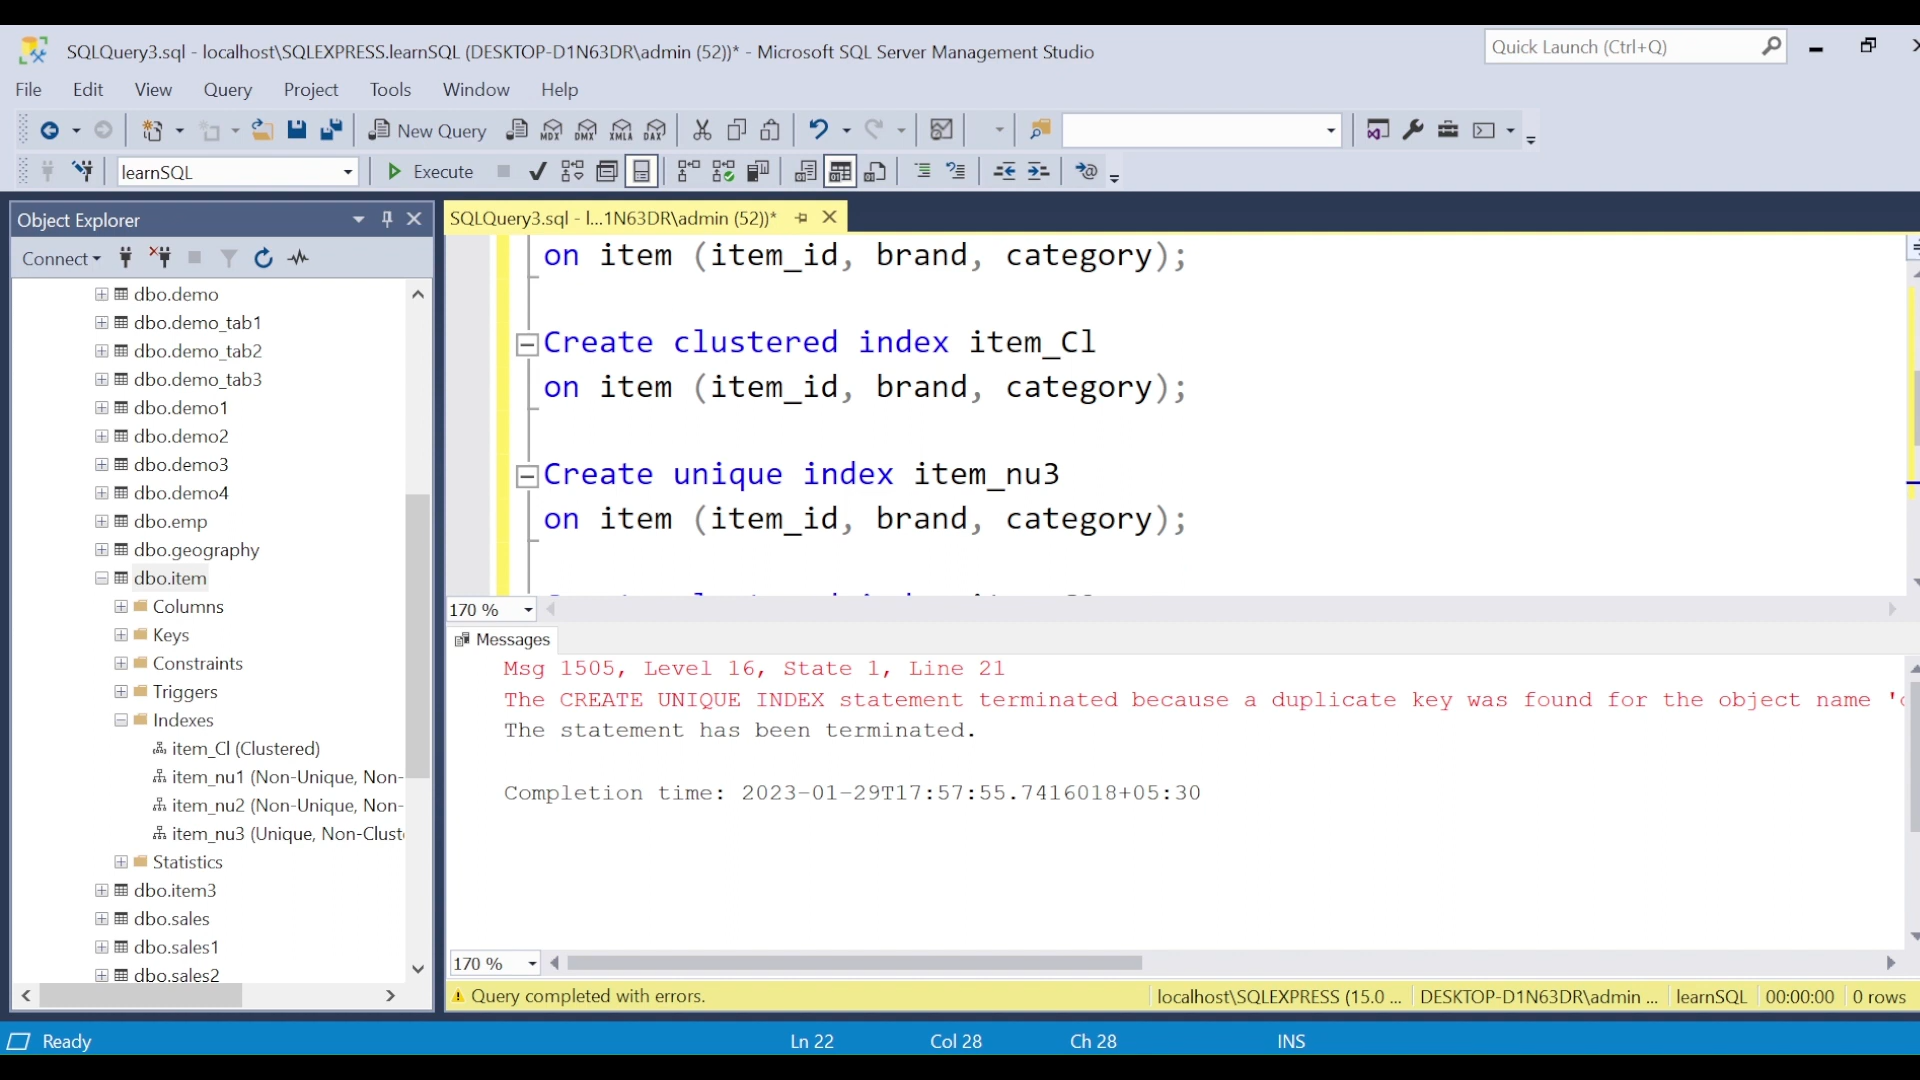 SQLQuery3.sql - localhost\SQLEXPRESS.learnSQL (DESKTOP-D1N63DR\admin (52))* - Microsoft SQL Server Management Studio
Quick Launch (Ctrl+Q)
File Edit View Query Project Tools Window Help
New Query MDX DMX XMLA DAX
learnSQL Execute
Object Explorer
SQLQuery3.sql - l...1N63DR\admin (52))*
Connect
dbo.demo
dbo.demo_tab1
dbo.demo_tab2
dbo.demo_tab3
dbo.demo1
dbo.demo2
dbo.demo3
dbo.demo4
dbo.emp
dbo.geography
dbo.item
Columns
Keys
Constraints
Triggers
Indexes
item_Cl (Clustered)
item_nu1 (Non-Unique, Non-
item_nu2 (Non-Unique, Non-
item_nu3 (Unique, Non-Clust
Statistics
dbo.item3
dbo.sales
dbo.sales1
dbo.sales2
on item (item_id, brand, category);
Create clustered index item_Cl
on item (item_id, brand, category);
Create unique index item_nu3
on item (item_id, brand, category);
170 %
Messages
Msg 1505, Level 16, State 1, Line 21
The CREATE UNIQUE INDEX statement terminated because a duplicate key was found for the object name '
The statement has been terminated.
Completion time: 2023-01-29T17:57:55.7416018+05:30
170 %
Query completed with errors.
localhost\SQLEXPRESS (15.0 ... DESKTOP-D1N63DR\admin ... learnSQL 00:00:00 0 rows
Ready Ln 22 Col 28 Ch 28 INS